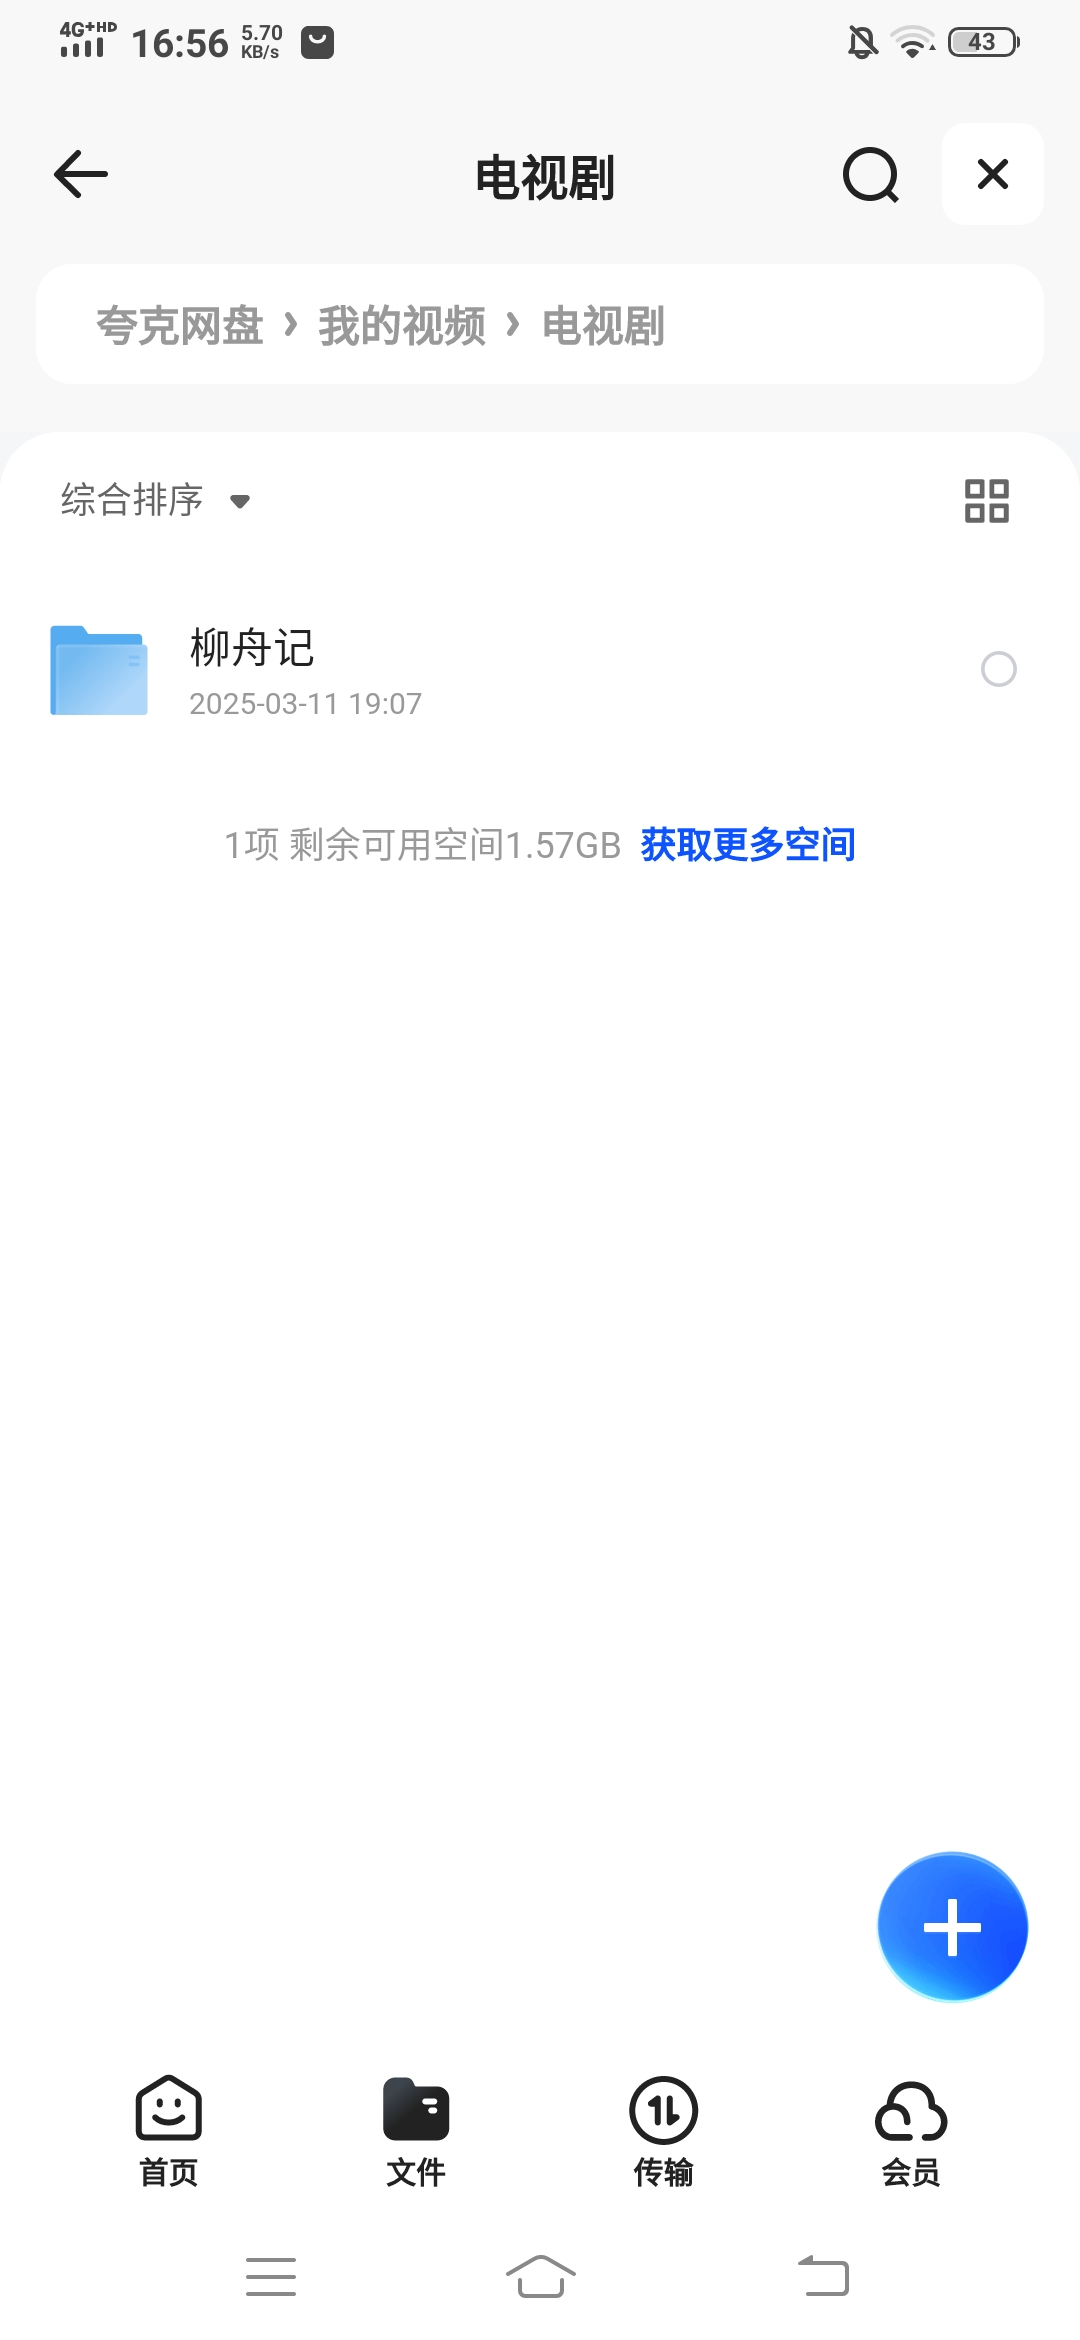 4G+HD 16:56 5.70 KB/s 43
电视剧
夸克网盘 › 我的视频 › 电视剧
综合排序
柳舟记
2025-03-11 19:07
1项 剩余可用空间1.57GB 获取更多空间
首页 文件 传输 会员